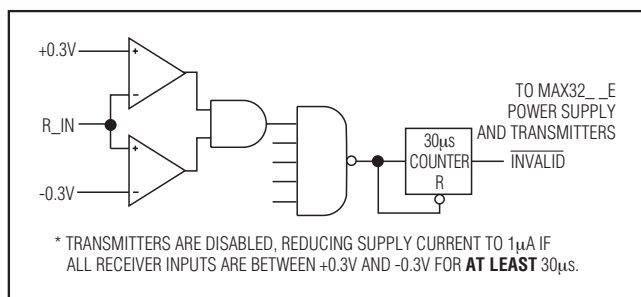 +0.3V
R_IN
-0.3V
+
-
+
-
30µs
COUNTER
R
TO MAX32_ _E
POWER SUPPLY
AND TRANSMITTERS
INVALID
* TRANSMITTERS ARE DISABLED, REDUCING SUPPLY CURRENT TO 1µA IF
ALL RECEIVER INPUTS ARE BETWEEN +0.3V AND -0.3V FOR AT LEAST 30µs.